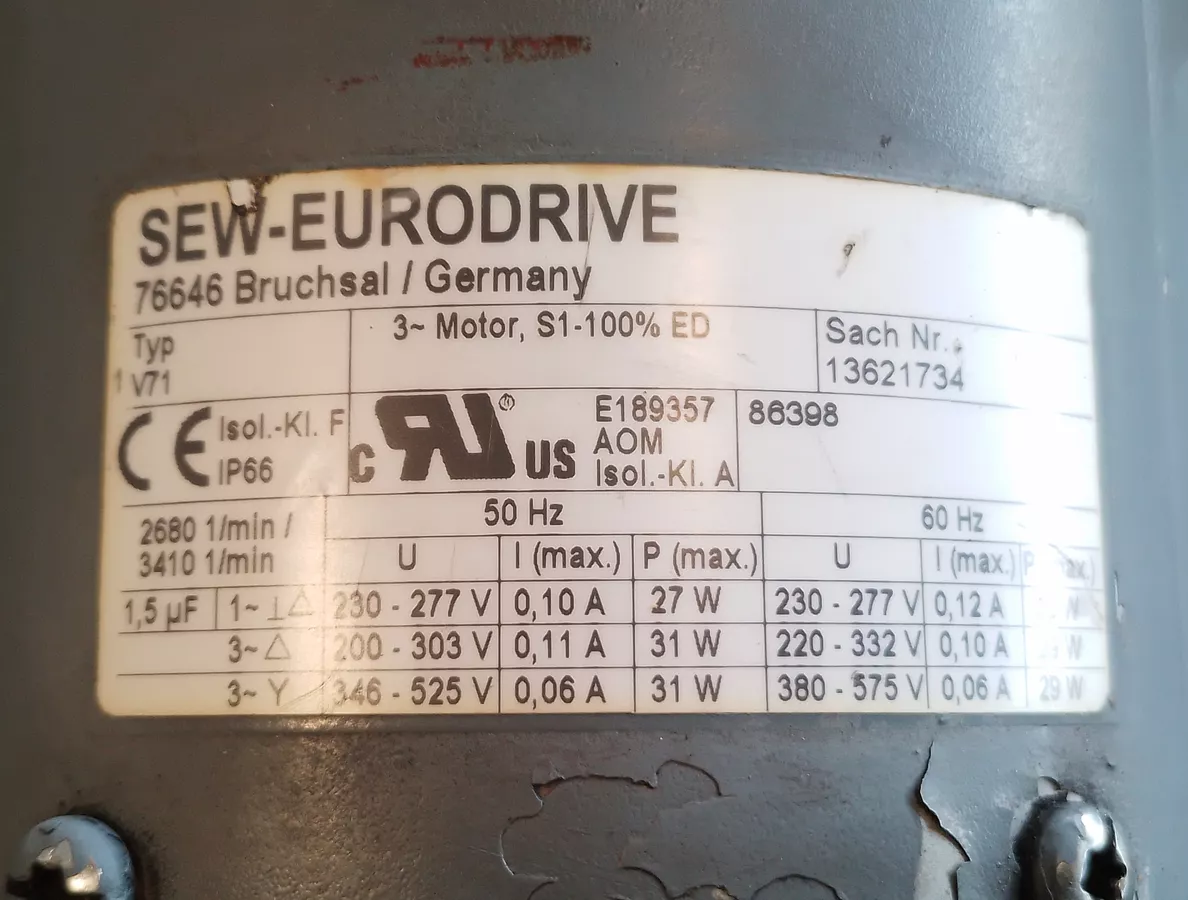 SEW-EURODRIVE
76646 Bruchsal / Germany
Typ
V71
3~ Motor, S1-100% ED
Sach Nr.
13621734
CE Isol.-Kl. F
IP66
c RU ® US
E189357
AOM
Isol.-Kl. A
86398
2680 1/min /
3410 1/min
50 Hz 60 Hz
U I (max.) P (max.) U I (max.)
1,5 µF 1~ ⊥△ 230 - 277 V 0,10 A 27 W 230 - 277 V 0,12 A W
3~ △ 200 - 303 V 0,11 A 31 W 220 - 332 V 0,10 A W
3~ Y 346 - 525 V 0,06 A 31 W 380 - 575 V 0,06 A 29 W